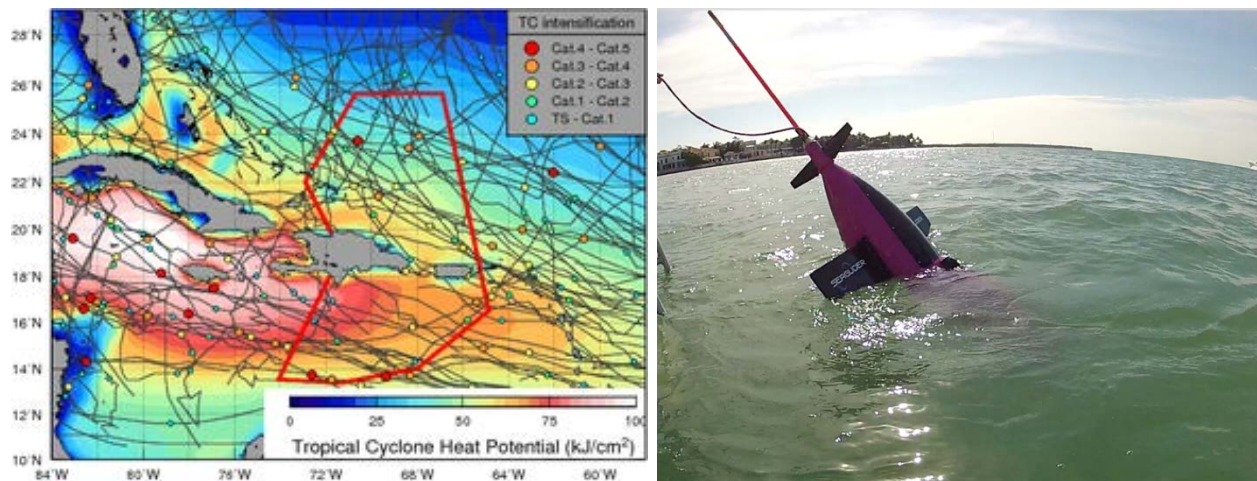 TC intensification
Cat.4 - Cat.5
Cat.3 - Cat.4
Cat.2 - Cat.3
Cat.1 - Cat.2
TS - Cat.1
28°N
26°N
24°N
22°N
20°N
18°N
16°N
14°N
12°N
10°N
0 25 50 75 100
Tropical Cyclone Heat Potential (kJ/cm²)
84°W 80°W 76°W 72°W 68°W 64°W 60°W
SEAGLIDER